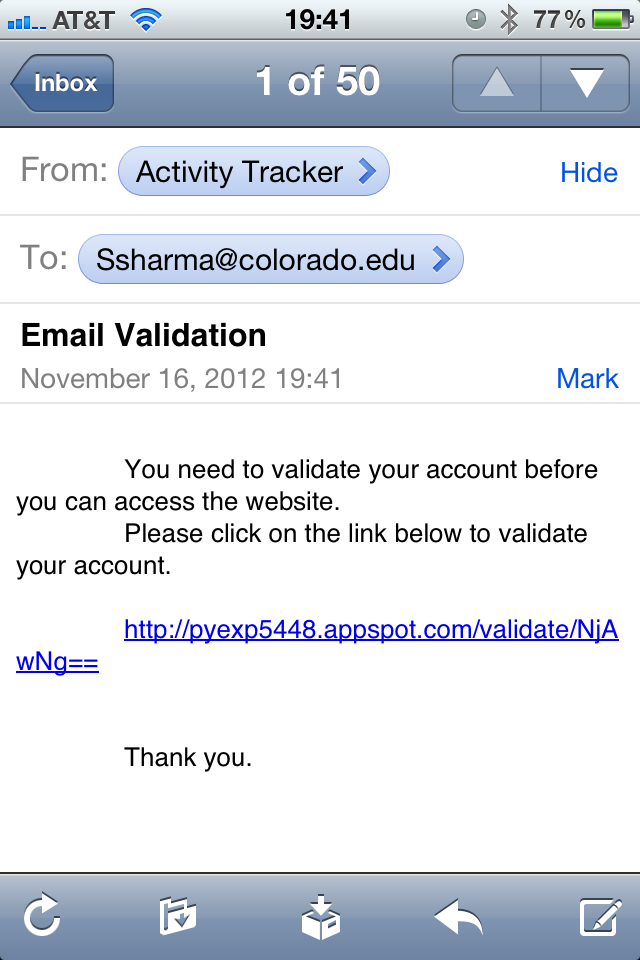 AT&T 19:41 77%
Inbox 1 of 50
From: Activity Tracker Hide
To: Ssharma@colorado.edu
Email Validation
November 16, 2012 19:41 Mark
You need to validate your account before
you can access the website.
Please click on the link below to validate
your account.
http://pyexp5448.appspot.com/validate/NjA
wNg==
Thank you.